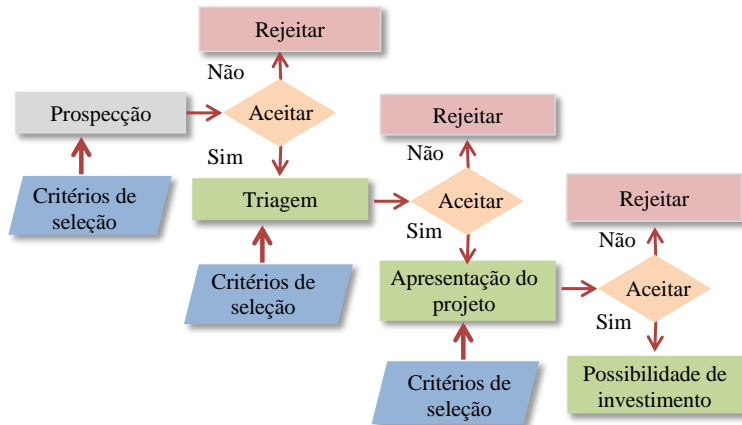 Rejeitar
Não
Prospecção
Aceitar
Sim
Critérios de
seleção
Triagem
Rejeitar
Não
Aceitar
Sim
Critérios de
seleção
Apresentação do
projeto
Rejeitar
Não
Aceitar
Sim
Critérios de
seleção
Possibilidade de
investimento